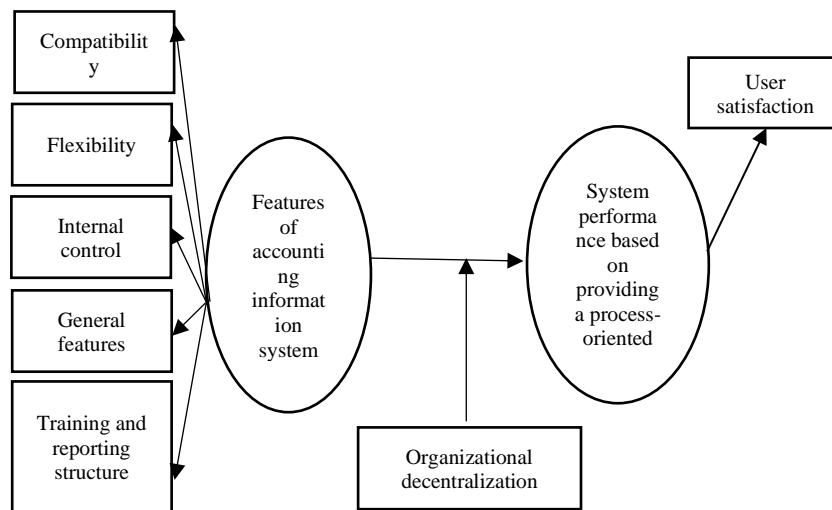 Compatibilit
y
Flexibility
Internal
control
General
features
Training and
reporting
structure
Features
of
accounti
ng
informat
ion
system
Organizational
decentralization
System
performa
nce based
on
providing
a process-
oriented
User
satisfaction